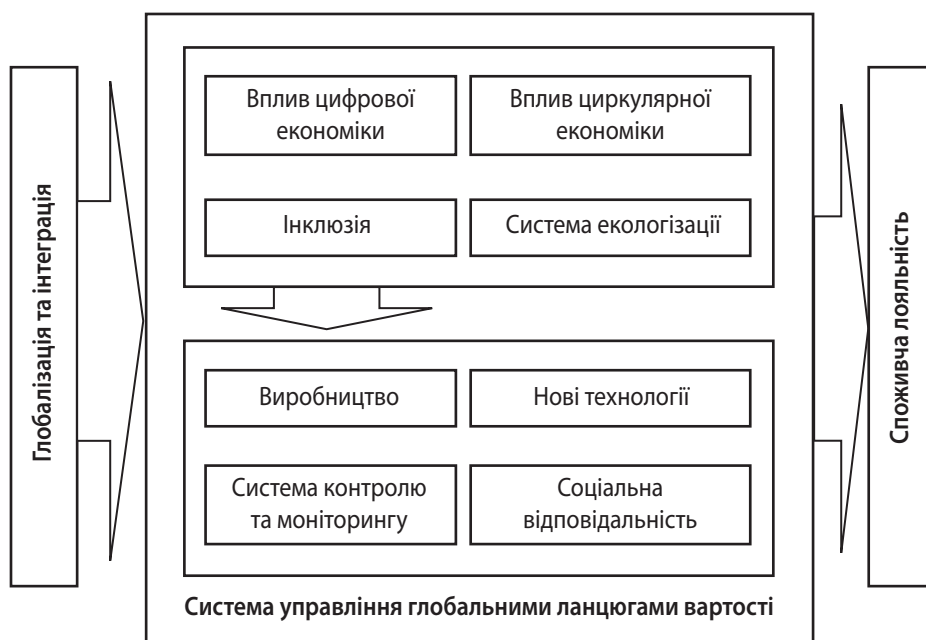 Глобалізація та інтеграція
Вплив цифрової
економіки
Вплив циркулярної
економіки
Інклюзія
Система екологізації
Виробництво
Нові технології
Система контролю
та моніторингу
Соціальна
відповідальність
Система управління глобальними ланцюгами вартості
Споживча лояльність